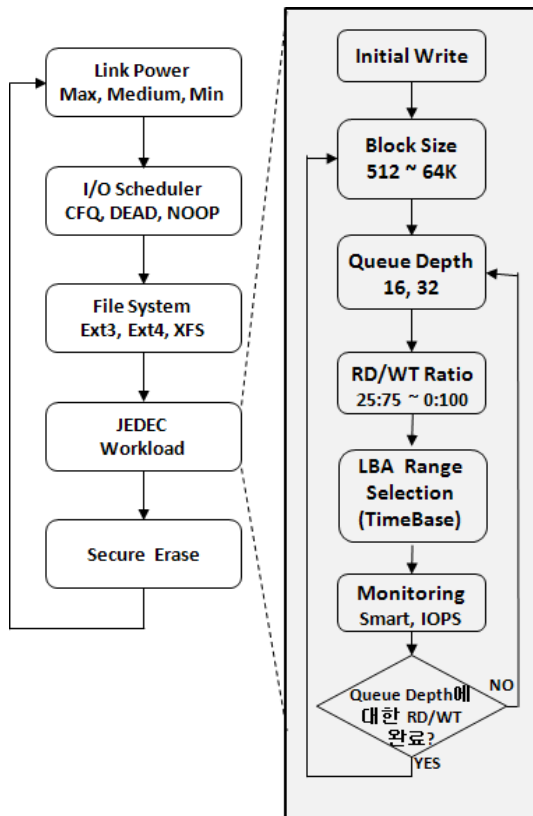 Link Power
Max, Medium, Min
I/O Scheduler
CFQ, DEAD, NOOP
File System
Ext3, Ext4, XFS
JEDEC
Workload
Secure Erase
Initial Write
Block Size
512 ~ 64K
Queue Depth
16, 32
RD/WT Ratio
25:75 ~ 0:100
LBA Range
Selection
(TimeBase)
Monitoring
Smart, IOPS
Queue Depth에
대한 RD/WT
완료?
NO
YES